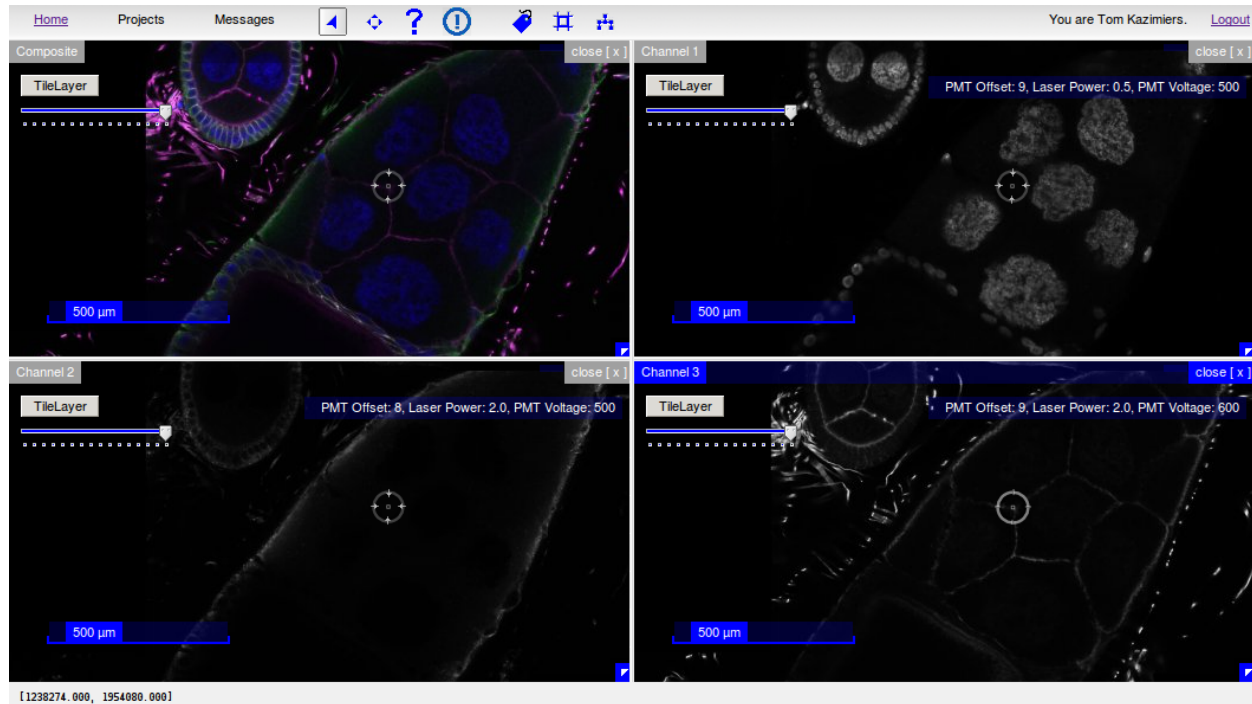 Home Projects Messages You are Tom Kazimiers. Logout
Composite close [ x ]
TileLayer
500 µm
Channel 1 close [ x ]
PMT Offset: 9, Laser Power: 0.5, PMT Voltage: 500
TileLayer
500 µm
Channel 2 close [ x ]
PMT Offset: 8, Laser Power: 2.0, PMT Voltage: 500
TileLayer
500 µm
Channel 3 close [ x ]
PMT Offset: 9, Laser Power: 2.0, PMT Voltage: 600
TileLayer
500 µm
[1238274.000, 1954080.000]